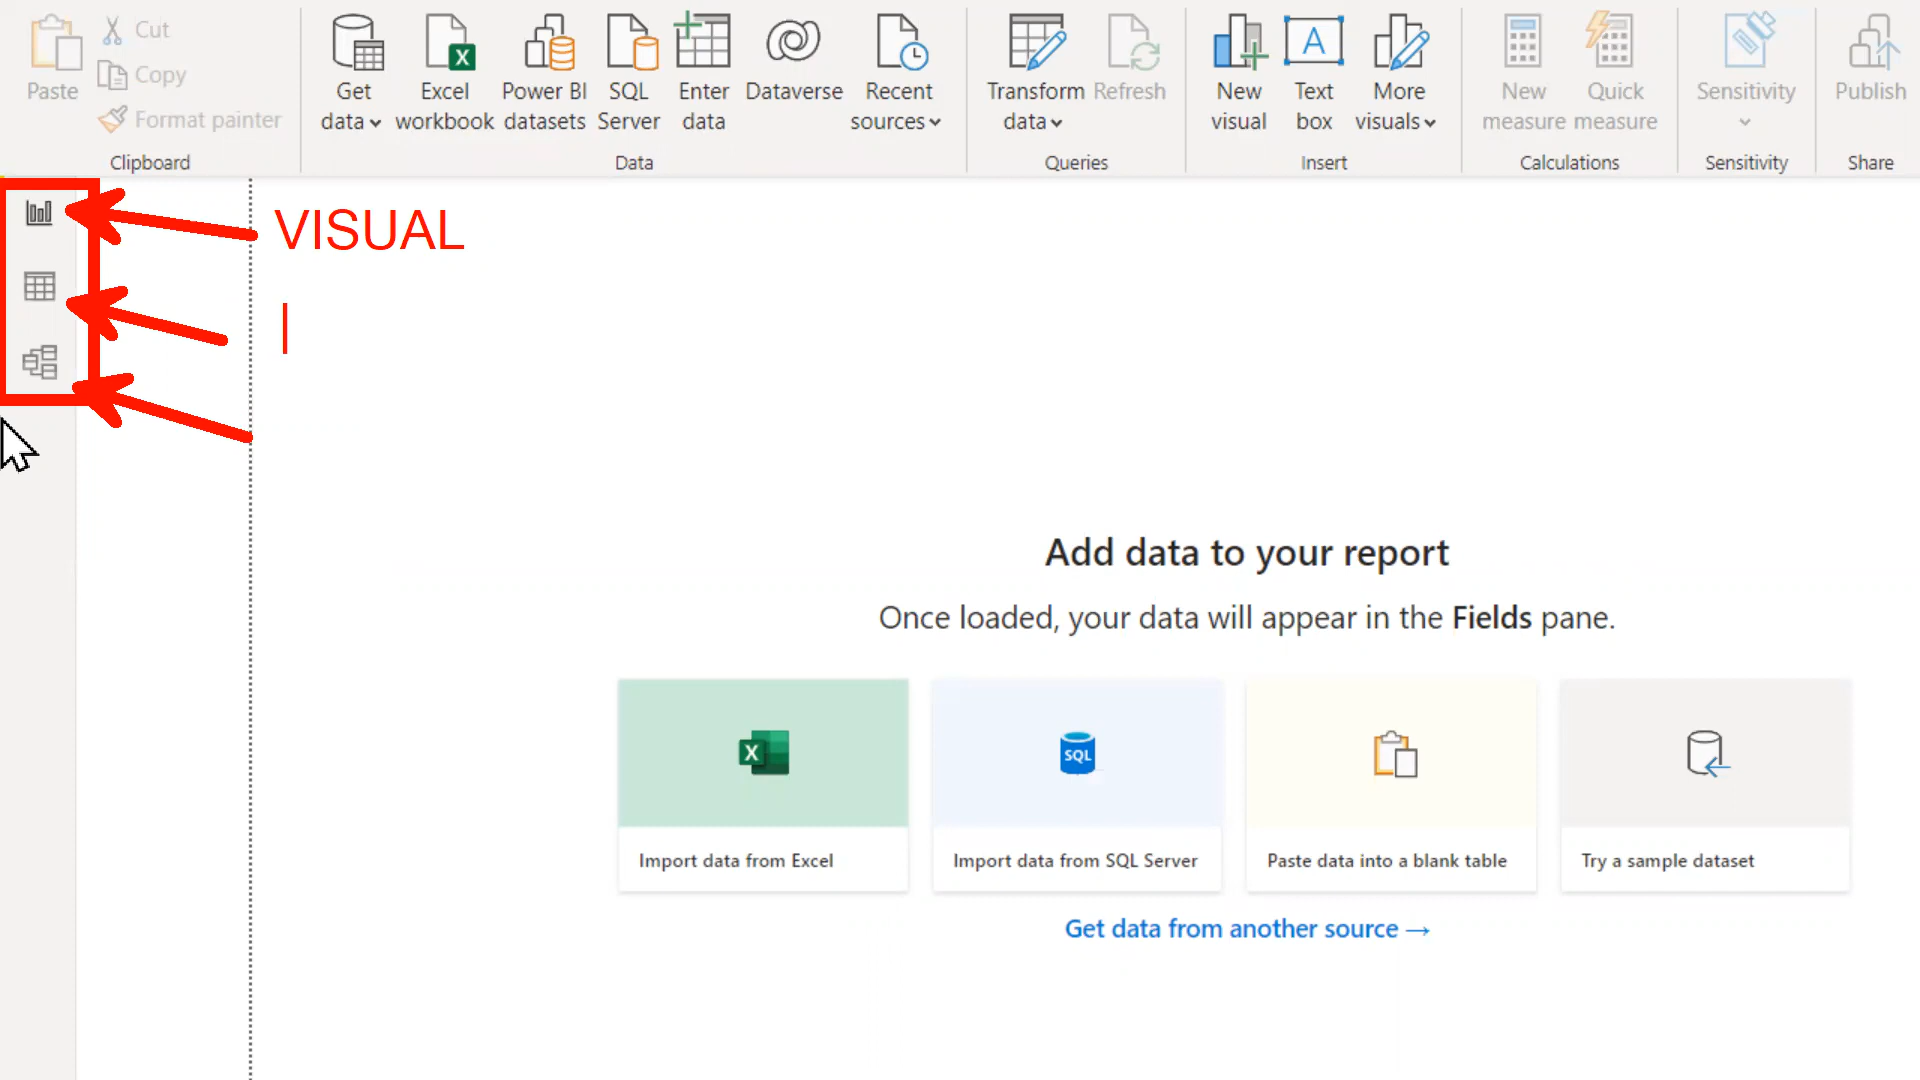 Paste
Cut
Copy
Format painter
Clipboard
Get data
Excel workbook
Power BI datasets
SQL Server
Enter data
Dataverse
Recent sources
Data
Transform data
Refresh
Queries
New visual
A
Text box
More visuals
Insert
New measure
Quick measure
Calculations
Sensitivity
Sensitivity
Publish
Share
VISUAL
Add data to your report
Once loaded, your data will appear in the Fields pane.
X
SQL
Import data from Excel
Import data from SQL Server
Paste data into a blank table
Try a sample dataset
Get data from another source →